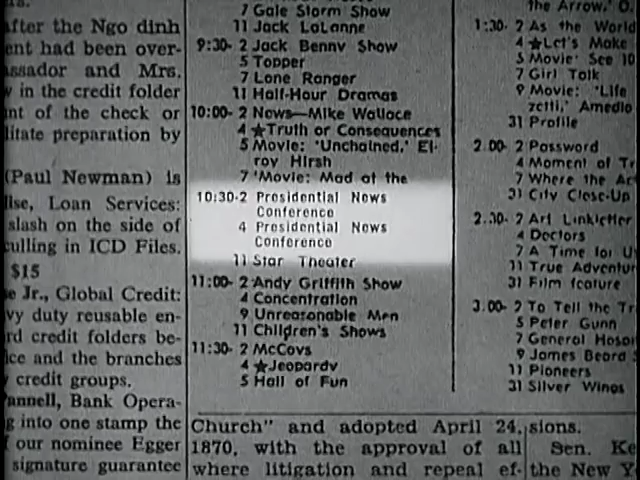 after the Ngo dinh
ent had been over-
assador and Mrs.
in the credit folder
nt of the check or
litate preparation by
(Paul Newman) is
lise, Loan Services:
slash on the side of
culling in ICD Files.
$15
e Jr., Global Credit:
vy duty reusable en-
rd credit folders be-
ice and the branches
credit groups.
annell, Bank Opera-
g into one stamp the
f our nominee Egger
signature guarantee
7 Gale Storm Show
11 Jack LaLanne
9:30- 2 Jack Benny Show
5 Topper
7 Lone Ranger
11 Half-Hour Dramas
10:00- 2 News—Mike Wallace
4 ★Truth or Consequences
5 Movie: 'Unchained,' El-
roy Hirsh
7 'Movie: Mad at the
10:30-2 Presidential News
Conference
4 Presidential News
Conference
11 Star Theater
11:00- 2 Andy Griffith Show
4 Concentration
9 Unreasonable Men
11 Children's Shows
11:30- 2 McCoys
4 ★Jeopardy
5 Hall of Fun
the Arrow,' O.
1:30- 2 As the World
4 ★Let's Make
5 Movie: See 10
7 Girl Talk
9 Movie: 'Life
zetti,' Amedio
31 Profile
2.00- 2 Password
4 Moment of Tr
7 Where the Act
31 City Close-Up
2.30- 2 Art Linkletter
4 Doctors
7 A Time for U
11 True Adventur
31 Film feature
3.00- 2 To Tell the Tr
5 Peter Gunn
7 General Hosp
9 James Beard S
11 Pioneers
31 Silver Wings
Church" and adopted April 24,
1870, with the approval of all
where litigation and repeal ef-
sions.
Sen. Ke
the New Y